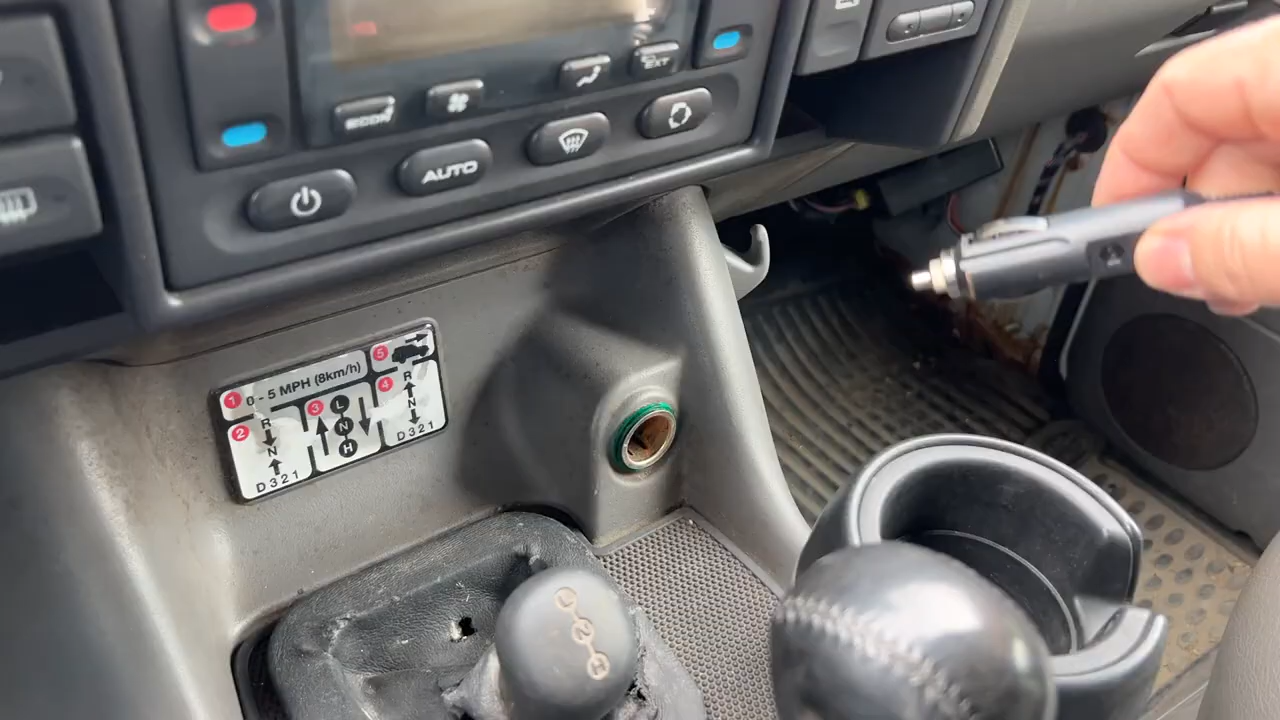 ECON
EXT
AUTO
1 0 - 5 MPH (8km/h) 5
2 R N D 3 2 1
3 L N H
4 R N D 3 2 1
L N H